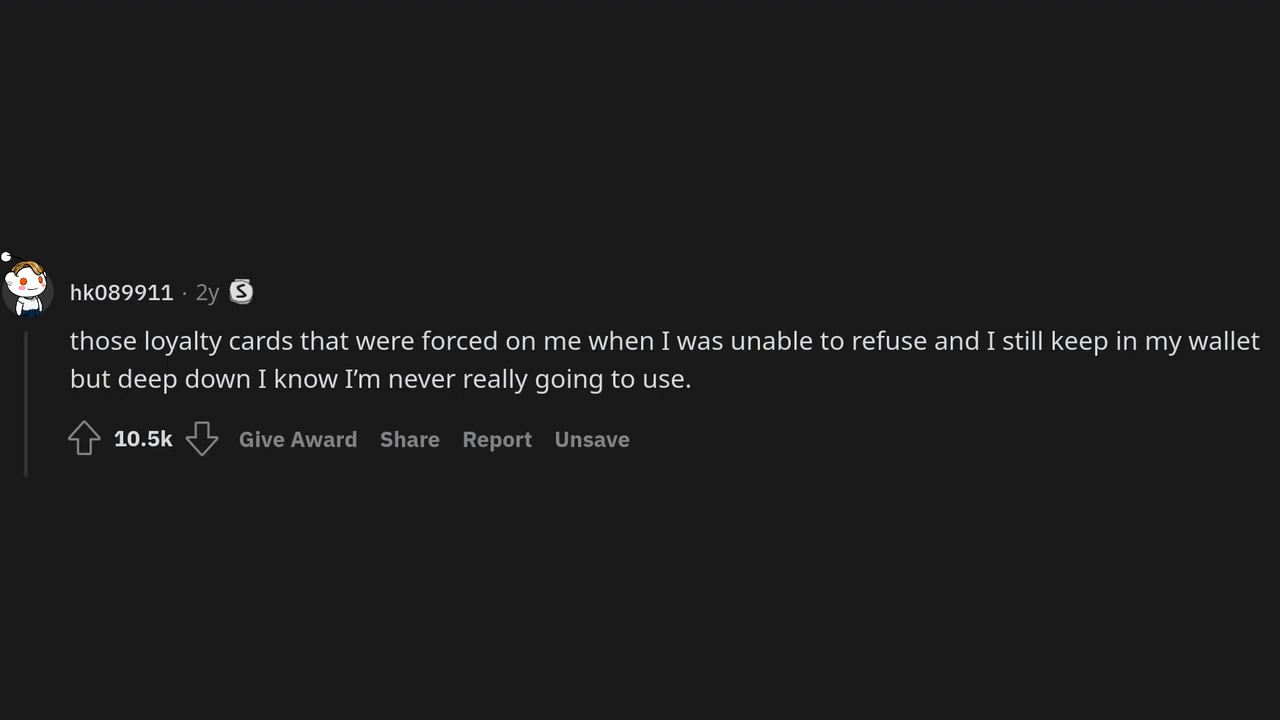 hk089911 · 2y S
those loyalty cards that were forced on me when I was unable to refuse and I still keep in my wallet
but deep down I know I’m never really going to use.
10.5k Give Award Share Report Unsave